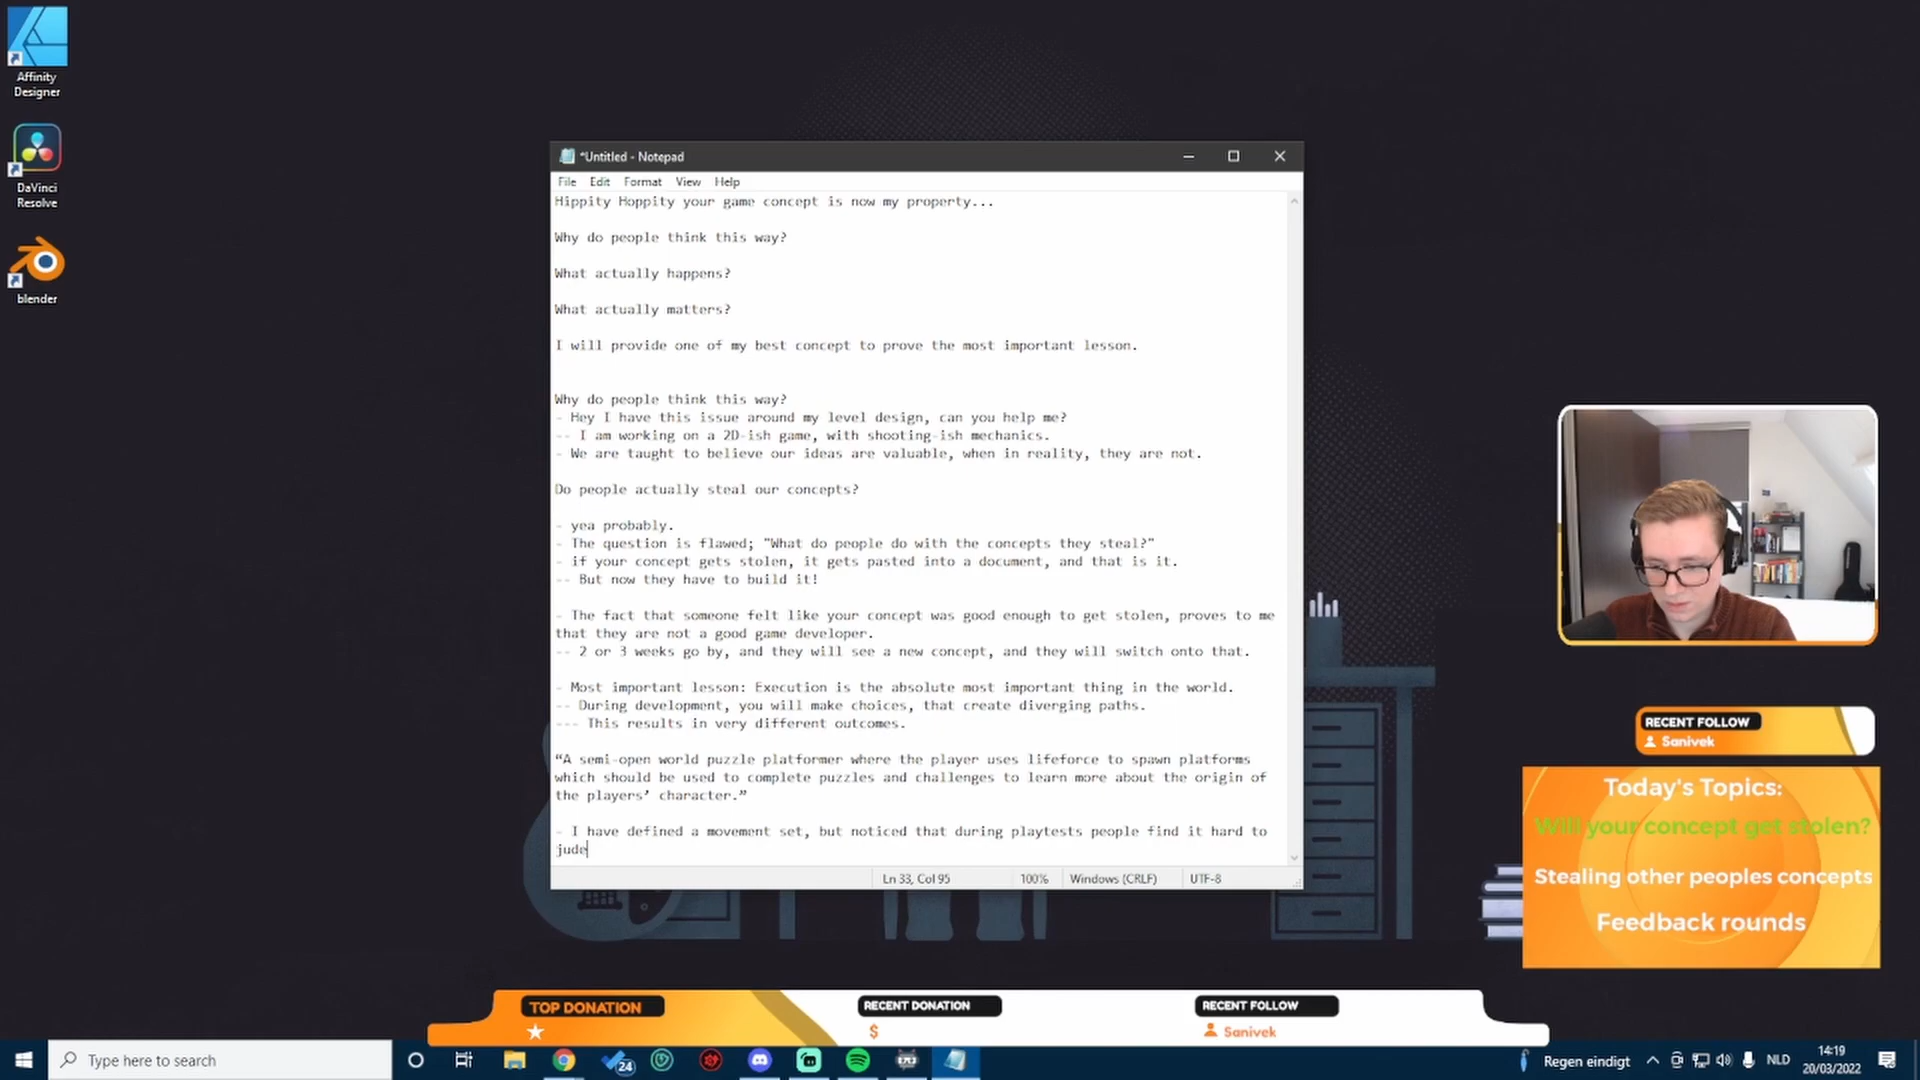 Affinity
Designer
DaVinci
Resolve
blender
*Untitled - Notepad
File Edit Format View Help
Hippity Hoppity your game concept is now my property...
Why do people think this way?
What actually happens?
What actually matters?
I will provide one of my best concept to prove the most important lesson.
Why do people think this way?
- Hey I have this issue around my level design, can you help me?
-- I am working on a 2D-ish game, with shooting-ish mechanics.
- We are taught to believe our ideas are valuable, when in reality, they are not.
Do people actually steal our concepts?
- yea probably.
- The question is flawed; "What do people do with the concepts they steal?"
- if your concept gets stolen, it gets pasted into a document, and that is it.
-- But now they have to build it!
- The fact that someone felt like your concept was good enough to get stolen, proves to me
that they are not a good game developer.
-- 2 or 3 weeks go by, and they will see a new concept, and they will switch onto that.
- Most important lesson: Execution is the absolute most important thing in the world.
-- During development, you will make choices, that create diverging paths.
--- This results in very different outcomes.
“A semi-open world puzzle platformer where the player uses lifeforce to spawn platforms
which should be used to complete puzzles and challenges to learn more about the origin of
the players’ character.”
- I have defined a movement set, but noticed that during playtests people find it hard to
jude
Ln 33, Col 95 100% Windows (CRLF) UTF-8
RECENT FOLLOW
Sanivek
Today's Topics:
Will your concept get stolen?
Stealing other peoples concepts
Feedback rounds
TOP DONATION
RECENT DONATION
$
RECENT FOLLOW
Sanivek
Type here to search
24
Regen eindigt
NLD
14:19
20/03/2022